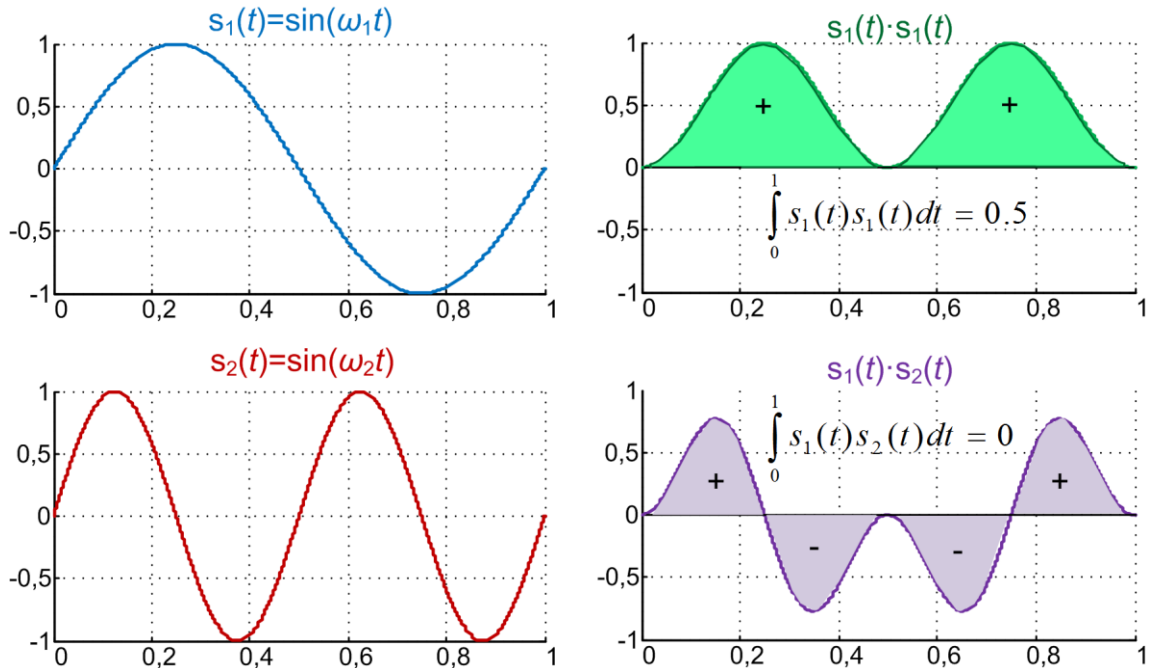 s₁(t)=sin(ω₁t)
1
0,5
0
-0,5
-1
0 0,2 0,4 0,6 0,8 1
s₁(t)·s₁(t)
1
0,5
+ +
0
∫₀¹ s₁(t)s₁(t)dt = 0.5
-0,5
-1
0 0,2 0,4 0,6 0,8 1
s₂(t)=sin(ω₂t)
1
0,5
0
-0,5
-1
0 0,2 0,4 0,6 0,8 1
s₁(t)·s₂(t)
1
∫₀¹ s₁(t)s₂(t)dt = 0
0,5
+ +
0
- -
-0,5
-1
0 0,2 0,4 0,6 0,8 1